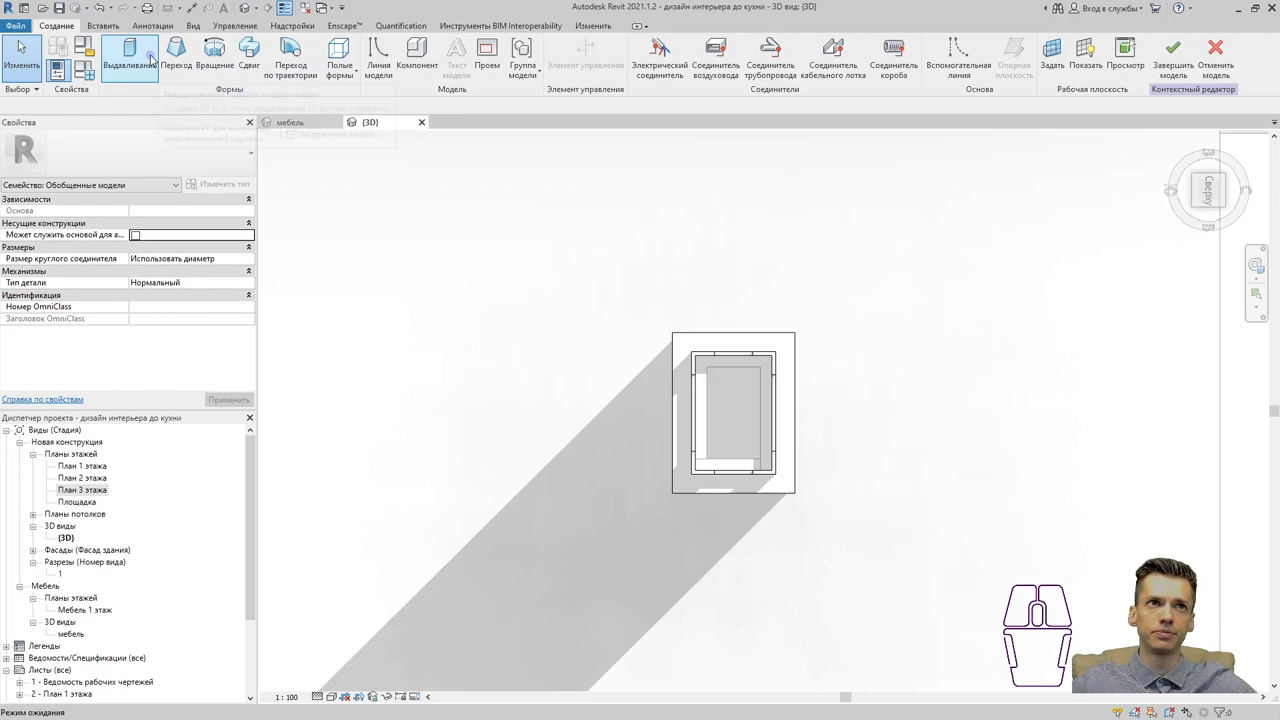 Autodesk Revit 2021.1.2 - дизайн интерьера до кухни - 3D вид: {3D}
Вход в службы
Файл Создание Вставить Аннотации Вид Управление Надстройки Enscape™ Quantification Инструменты BIM Interoperability Изменить
Изменить
Выдавливание
Переход
Вращение
Сдвиг
Переход
по траектории
Полые
формы
Линия
модели
Компонент
Текст
модели
Проем
Группа
модели
Элемент управления
Электрический
соединитель
Соединитель
воздуховода
Соединитель
трубопровода
Соединитель
кабельного лотка
Соединитель
короба
Вспомогательная
линия
Опорная
плоскость
Задать
Показать
Просмотр
Завершить
модель
Отменить
модель
Выбор Свойства Формы Модель Элемент управления Соединители Основа Рабочая плоскость Контекстный редактор
Свойства
мебель
{3D}
Семейство: Обобщенные модели
Изменить тип
Зависимости
Основа
Несущие конструкции
Может служить основой для а...
Размеры
Размер круглого соединителя Использовать диаметр
Механизмы
Тип детали Нормальный
Идентификация
Номер OmniClass
Заголовок OmniClass
Справка по свойствам
Применить
Сверху
Диспетчер проекта - дизайн интерьера до кухни
Виды (Стадия)
Новая конструкция
Планы этажей
План 1 этажа
План 2 этажа
План 3 этажа
Площадка
Планы потолков
3D виды
{3D}
Фасады (Фасад здания)
Разрезы (Номер вида)
1
Мебель
Планы этажей
Мебель 1 этаж
3D виды
мебель
Легенды
Ведомости/Спецификации (все)
Листы (все)
1 - Ведомость рабочих чертежей
2 - План 1 этажа
1 : 100
Режим ожидания
:0